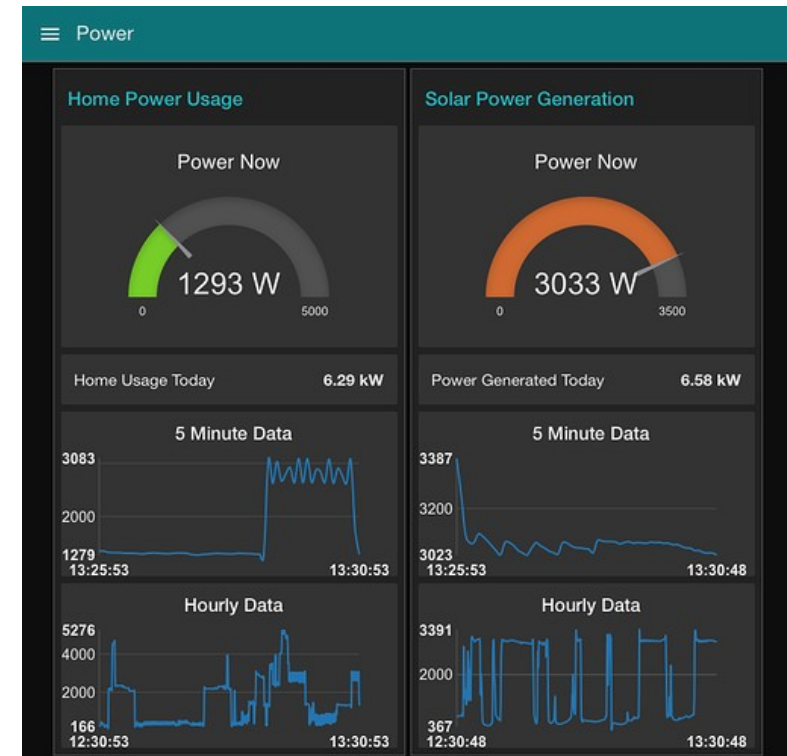 Power
Home Power Usage
Power Now
1293 W
0
5000
Home Usage Today 6.29 kW
5 Minute Data
3083
2000
1279
13:25:53 13:30:53
Hourly Data
5276
4000
2000
166
12:30:53 13:30:53
Solar Power Generation
Power Now
3033 W
0
3500
Power Generated Today 6.58 kW
5 Minute Data
3387
3200
3023
13:25:53 13:30:48
Hourly Data
3391
2000
367
12:30:48 13:30:48